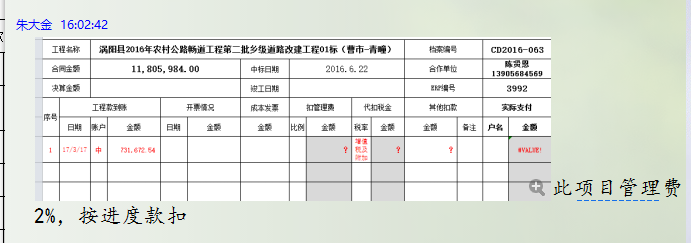 朱大金 16:02:42
工程名称 涡阳县2016年农村公路畅通工程第二批乡级道路改建工程01标（曹市-青疃） 档案编号 CD2016-063
合同金额 11,805,984.00 中标日期 2016.6.22 合作单位 陈贤恩 13905684569
决算金额 竣工日期 ERP编号 3992
序号 工程款到账 开票情况 成本发票 扣管理费 代扣税金 其他扣款 实际支付
日期 账户 金额 日期 金额 金额 比例 金额 税率 金额 金额 备注 户名 金额
1 17/3/17 中 731,672.54 ? 增值税及附加 ? ? #VALUE!
此项目管理费
2%，按进度款扣